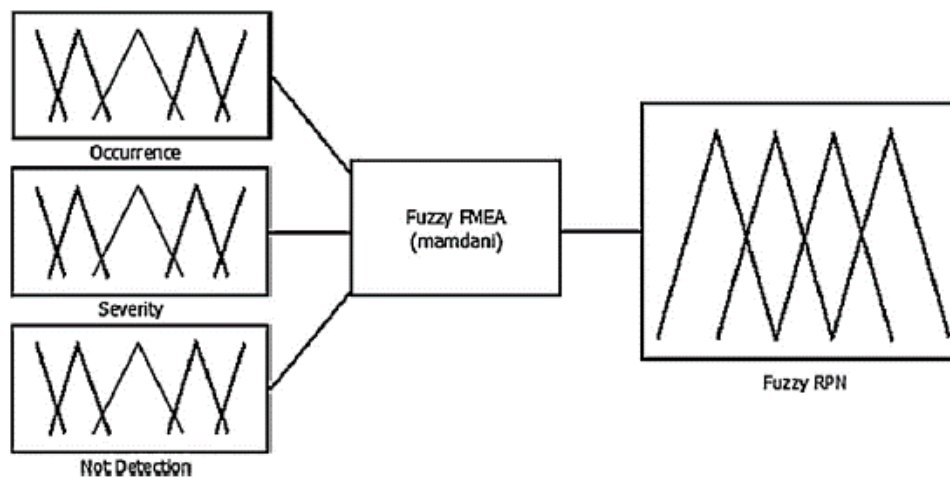 Occurrence
Severity
Not Detection
Fuzzy FMEA
(mamdani)
Fuzzy RPN